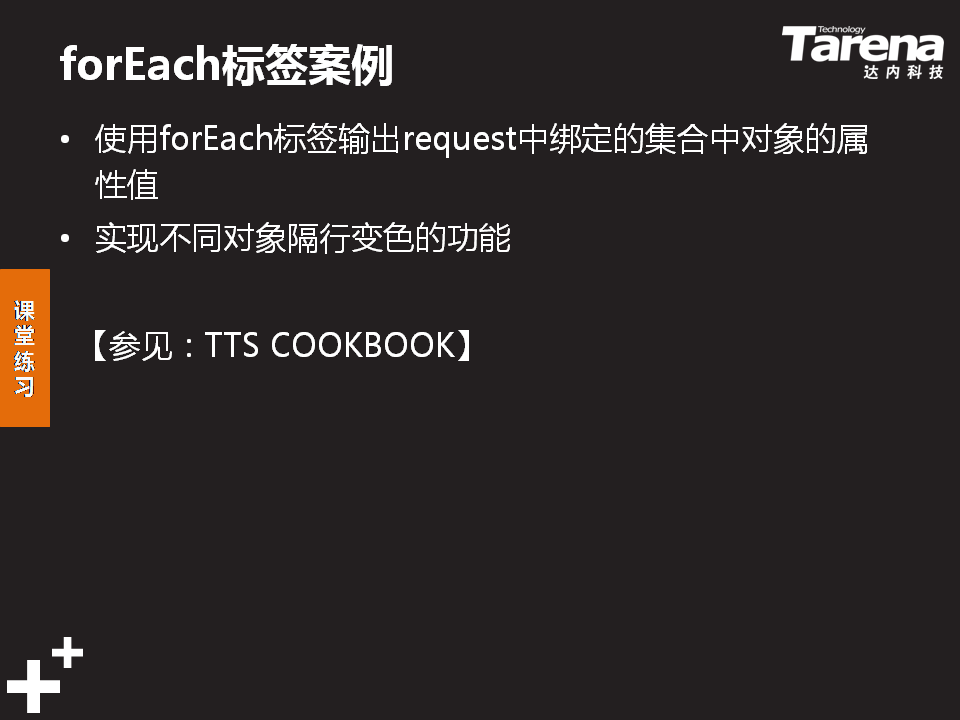 forEach标签案例
Technology
Tarena
达内科技
• 使用forEach标签输出request中绑定的集合中对象的属
性值
• 实现不同对象隔行变色的功能
课堂练习
【参见：TTS COOKBOOK】